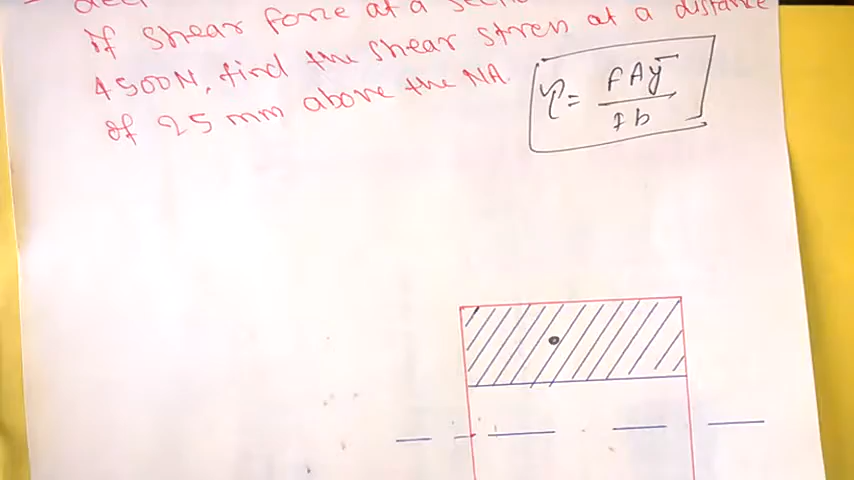 If shear force at a
4500N, find the shear stress at a distance
of 25 mm above the NA.
τ = FAȳ / Ib